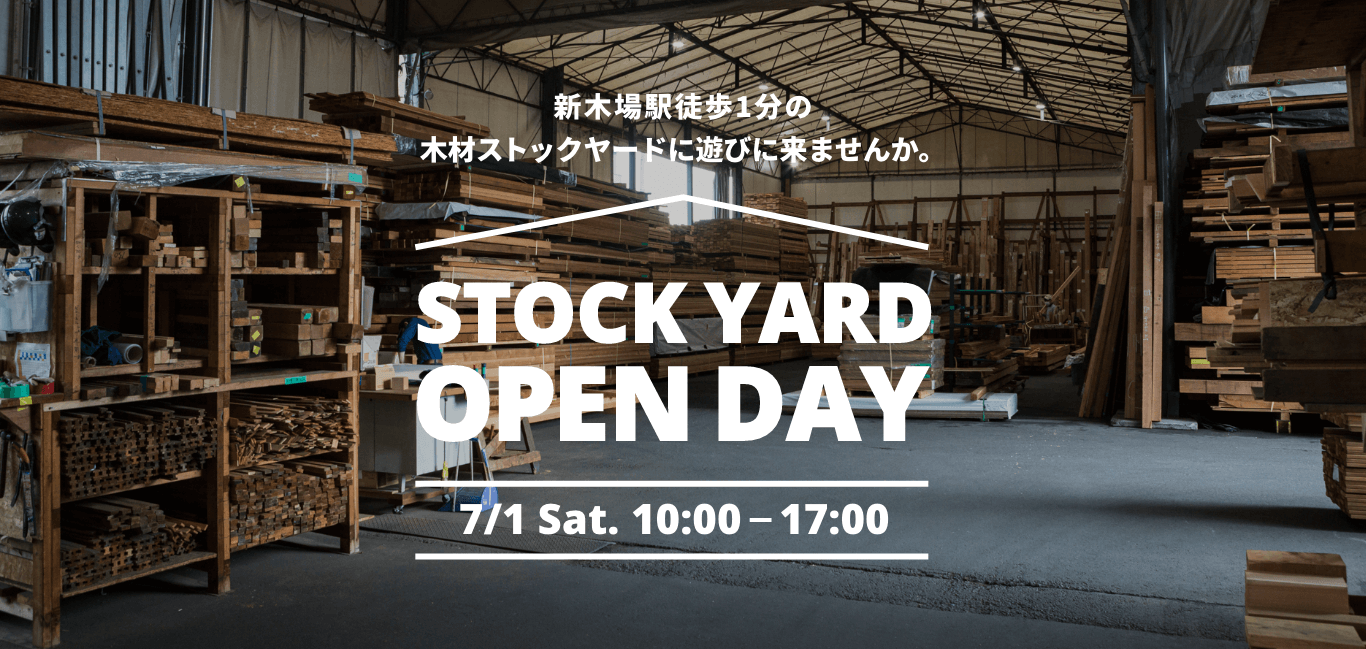 新木場駅徒歩1分の
木材ストックヤードに遊びに来ませんか。
STOCK YARD
OPEN DAY
7/1 Sat. 10:00–17:00